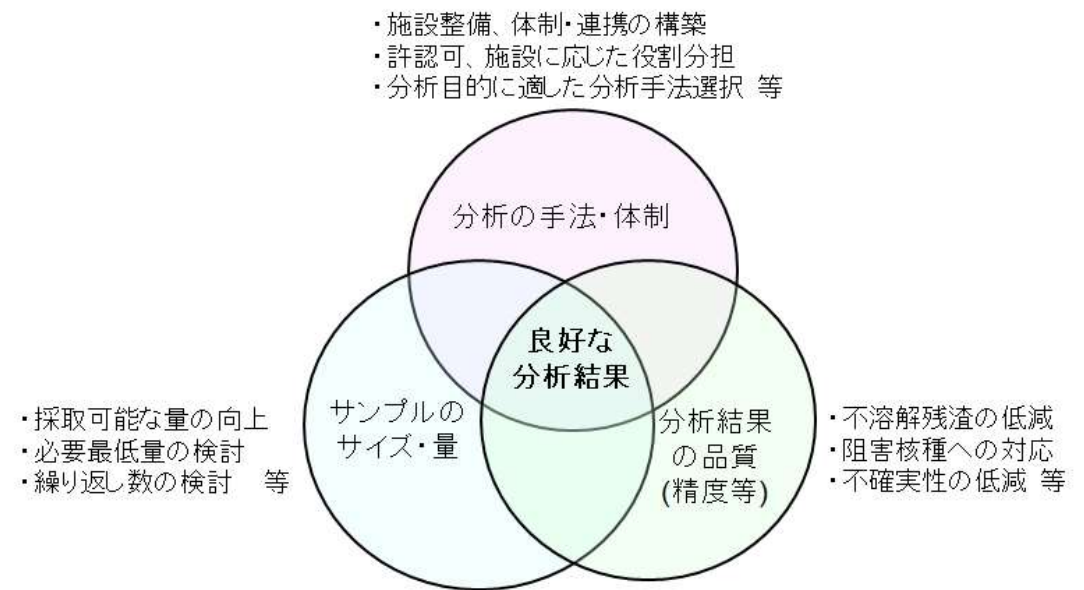 ・施設整備、体制・連携の構築
・許認可、施設に応じた役割分担
・分析目的に適した分析手法選択 等
分析の手法・体制
良好な
分析結果
サンプルの
サイズ・量
分析結果
の品質
(精度等)
・採取可能な量の向上
・必要最低量の検討
・繰り返し数の検討 等
・不溶解残渣の低減
・阻害核種への対応
・不確実性の低減 等